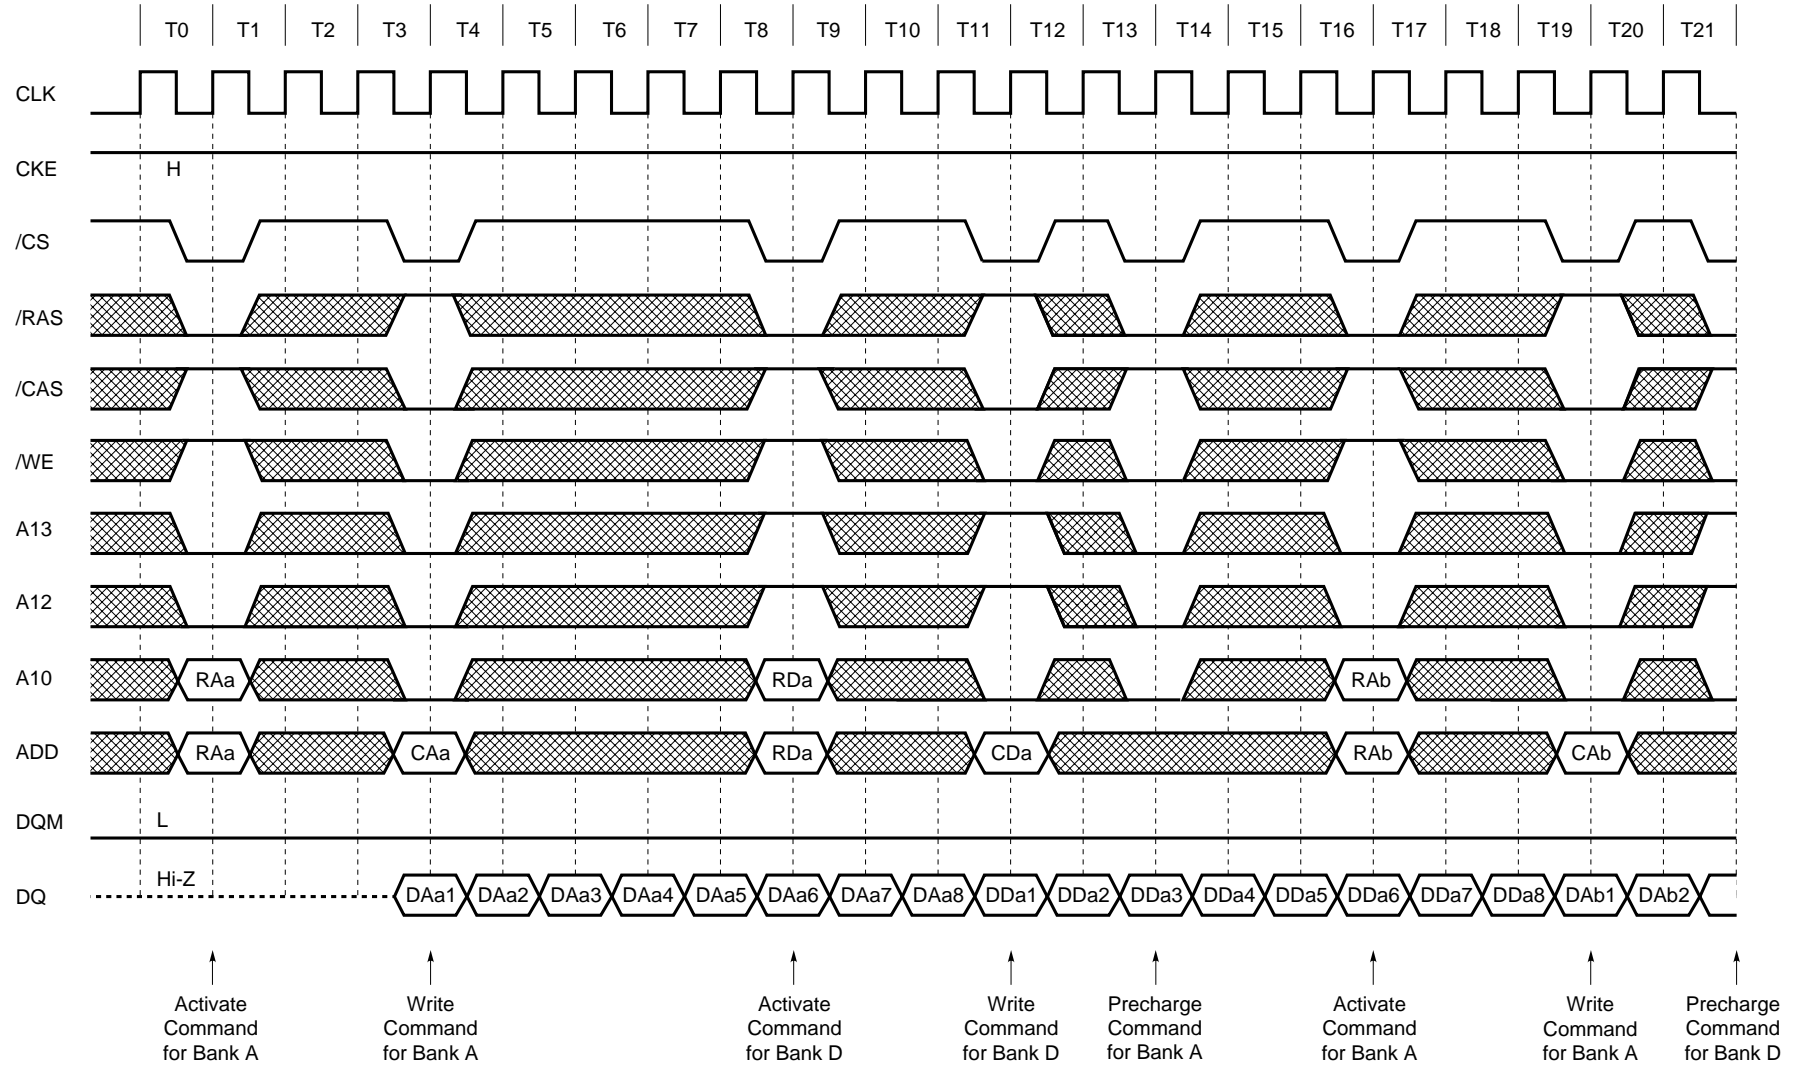 T0 T1 T2 T3 T4 T5 T6 T7 T8 T9 T10 T11 T12 T13 T14 T15 T16 T17 T18 T19 T20 T21
CLK
CKE H
/CS
/RAS
/CAS
/WE
A13
A12
A10 RAa RDa RAb
ADD RAa CAa RDa CDa RAb CAb
DQM L
DQ Hi-Z DAa1 DAa2 DAa3 DAa4 DAa5 DAa6 DAa7 DAa8 DDa1 DDa2 DDa3 DDa4 DDa5 DDa6 DDa7 DDa8 DAb1 DAb2
Activate
Command
for Bank A
Write
Command
for Bank A
Activate
Command
for Bank D
Write
Command
for Bank D
Precharge
Command
for Bank A
Activate
Command
for Bank A
Write
Command
for Bank A
Precharge
Command
for Bank D